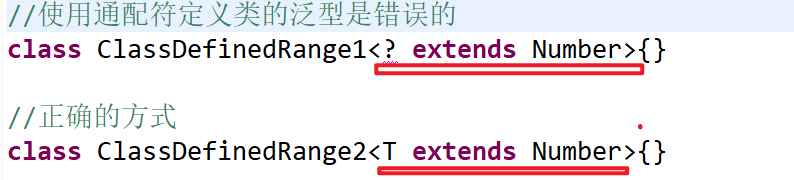 //使用通配符定义类的泛型是错误的
class ClassDefinedRange1<? extends Number>{}
//正确的方式
class ClassDefinedRange2<T extends Number>{}